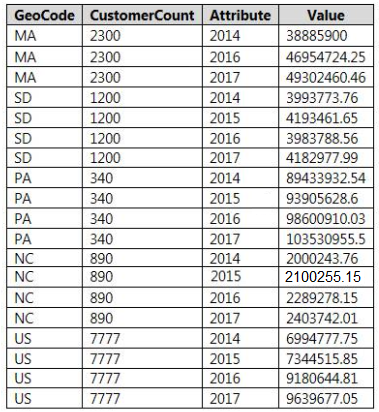 GeoCode CustomerCount Attribute Value
MA 2300 2014 38885900
MA 2300 2016 46954724.25
MA 2300 2017 49302460.46
SD 1200 2014 3993773.76
SD 1200 2015 4193461.65
SD 1200 2016 3983788.56
SD 1200 2017 4182977.99
PA 340 2014 89433932.54
PA 340 2015 93905628.6
PA 340 2016 98600910.03
PA 340 2017 103530955.5
NC 890 2014 2000243.76
NC 890 2015 2100255.15
NC 890 2016 2289278.15
NC 890 2017 2403742.01
US 7777 2014 6994777.75
US 7777 2015 7344515.85
US 7777 2016 9180644.81
US 7777 2017 9639677.05